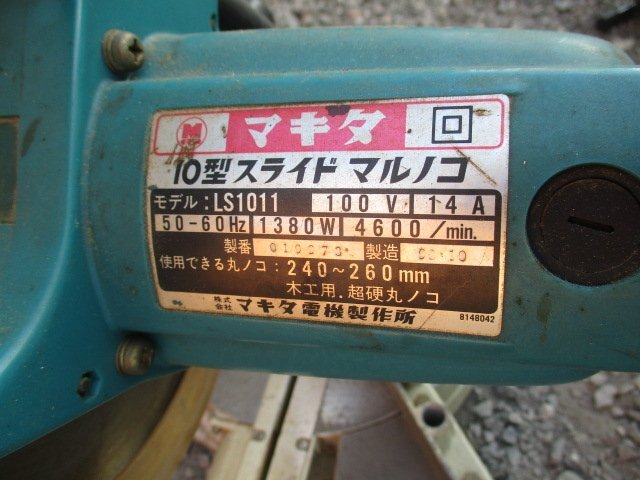 M マキタ
10型スライドマルノコ
モデル:LS1011 100V 14A
50-60Hz 1380W 4600/min.
製番 製造
使用できる丸ノコ:240~260mm
木工用.超硬丸ノコ
株式会社 マキタ電機製作所
8148042